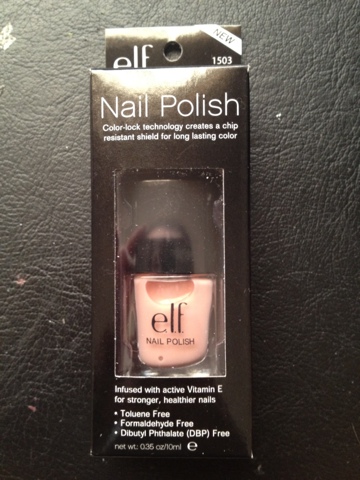 NEW
elf
1503
Nail Polish
Color-lock technology creates a chip
resistant shield for long lasting color
e.l.f.
NAIL POLISH
Infused with active Vitamin E
for stronger, healthier nails
• Toluene Free
• Formaldehyde Free
• Dibutyl Phthalate (DBP) Free
net wt: 0.35 oz/10ml ℮